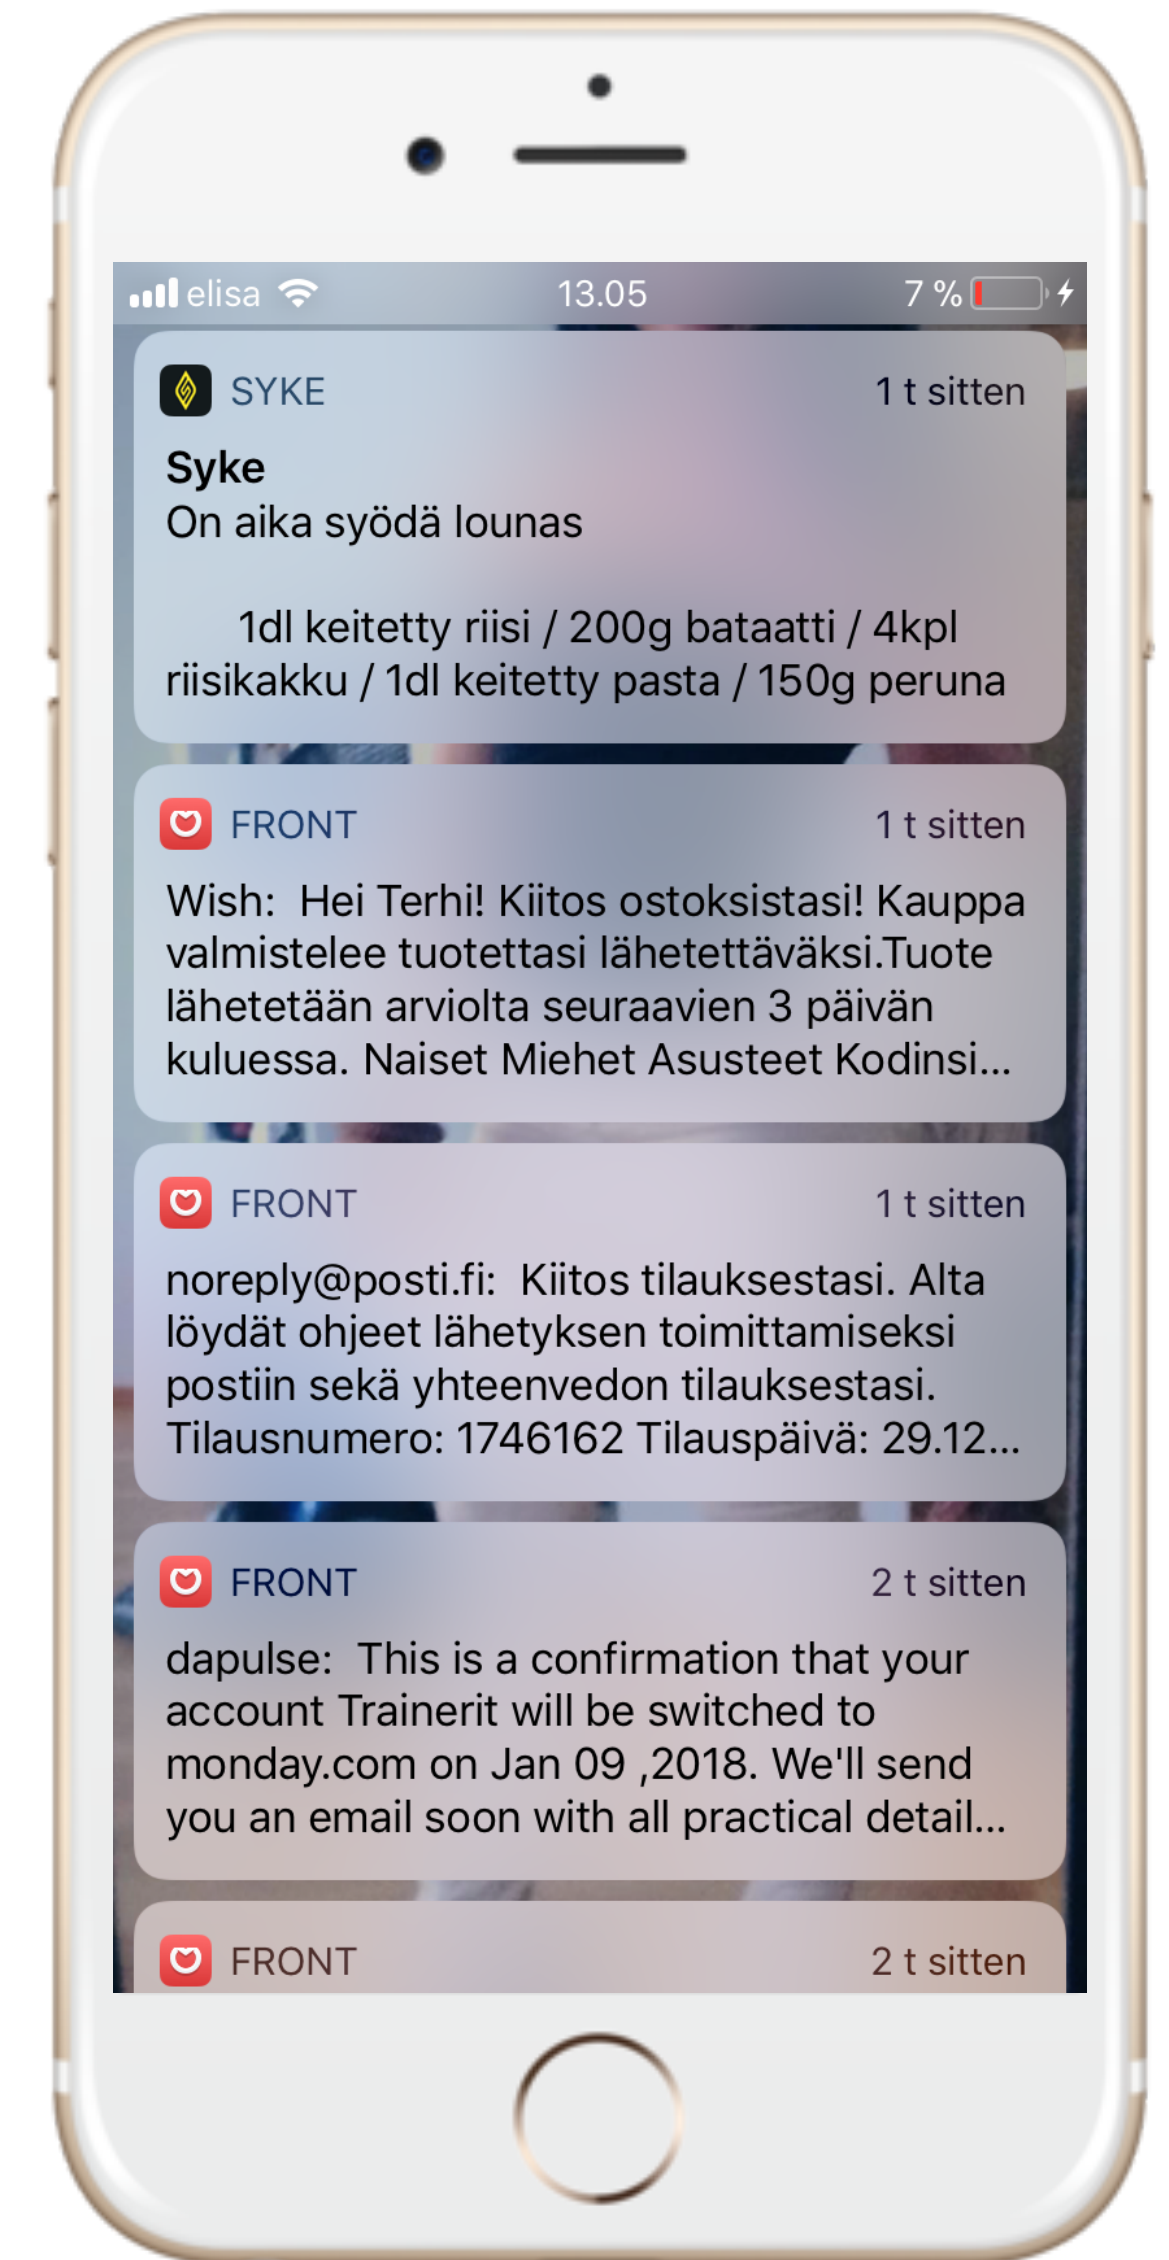 elisa 13.05 7 %
SYKE 1 t sitten
Syke
On aika syödä lounas
1dl keitetty riisi / 200g bataatti / 4kpl
riisikakku / 1dl keitetty pasta / 150g peruna
FRONT 1 t sitten
Wish:  Hei Terhi! Kiitos ostoksistasi! Kauppa
valmistelee tuotettasi lähetettäväksi.Tuote
lähetetään arviolta seuraavien 3 päivän
kuluessa. Naiset Miehet Asusteet Kodinsi...
FRONT 1 t sitten
noreply@posti.fi:  Kiitos tilauksestasi. Alta
löydät ohjeet lähetyksen toimittamiseksi
postiin sekä yhteenvedon tilauksestasi.
Tilausnumero: 1746162 Tilauspäivä: 29.12...
FRONT 2 t sitten
dapulse:  This is a confirmation that your
account Trainerit will be switched to
monday.com on Jan 09 ,2018. We'll send
you an email soon with all practical detail...
FRONT 2 t sitten